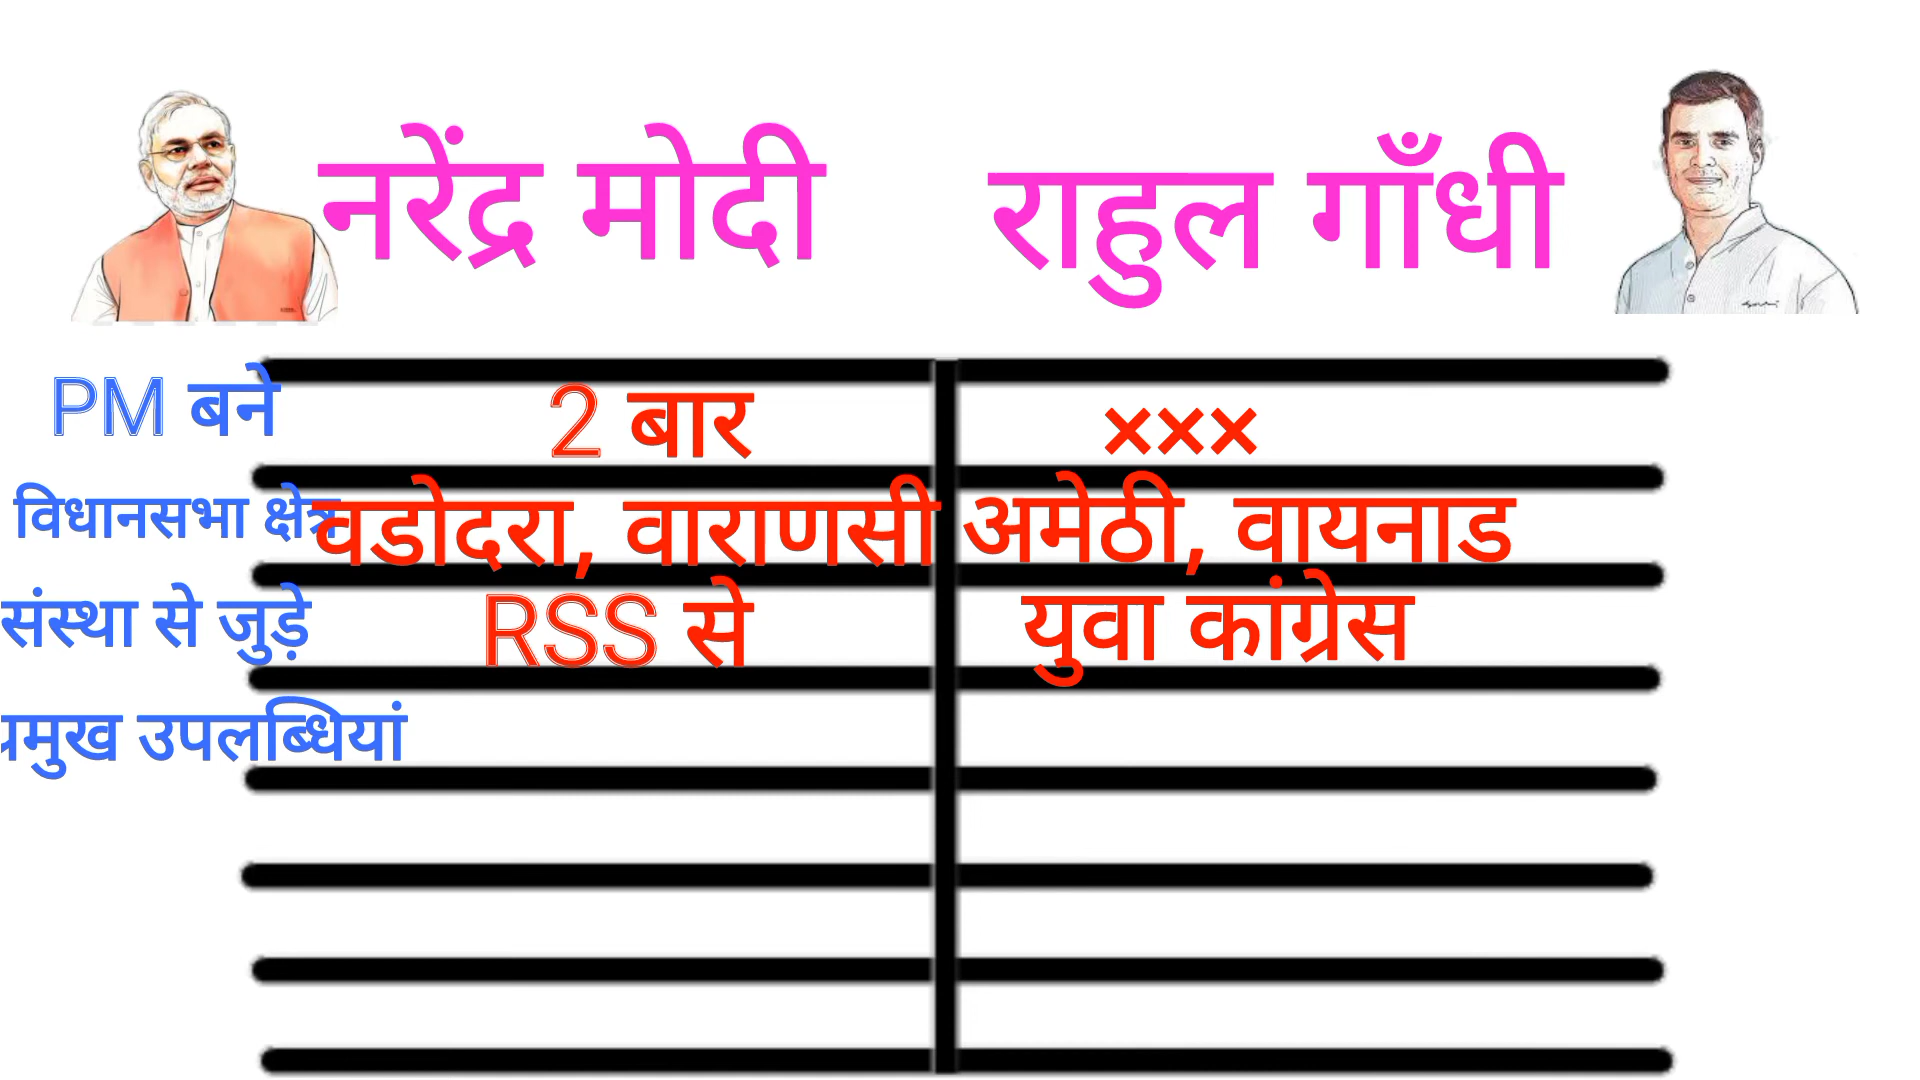 नरेंद्र मोदी राहुल गाँधी
PM बने 2 बार ×××
विधानसभा क्षेत्र वडोदरा, वाराणसी अमेठी, वायनाड
संस्था से जुड़े RSS से युवा कांग्रेस
प्रमुख उपलब्धियां